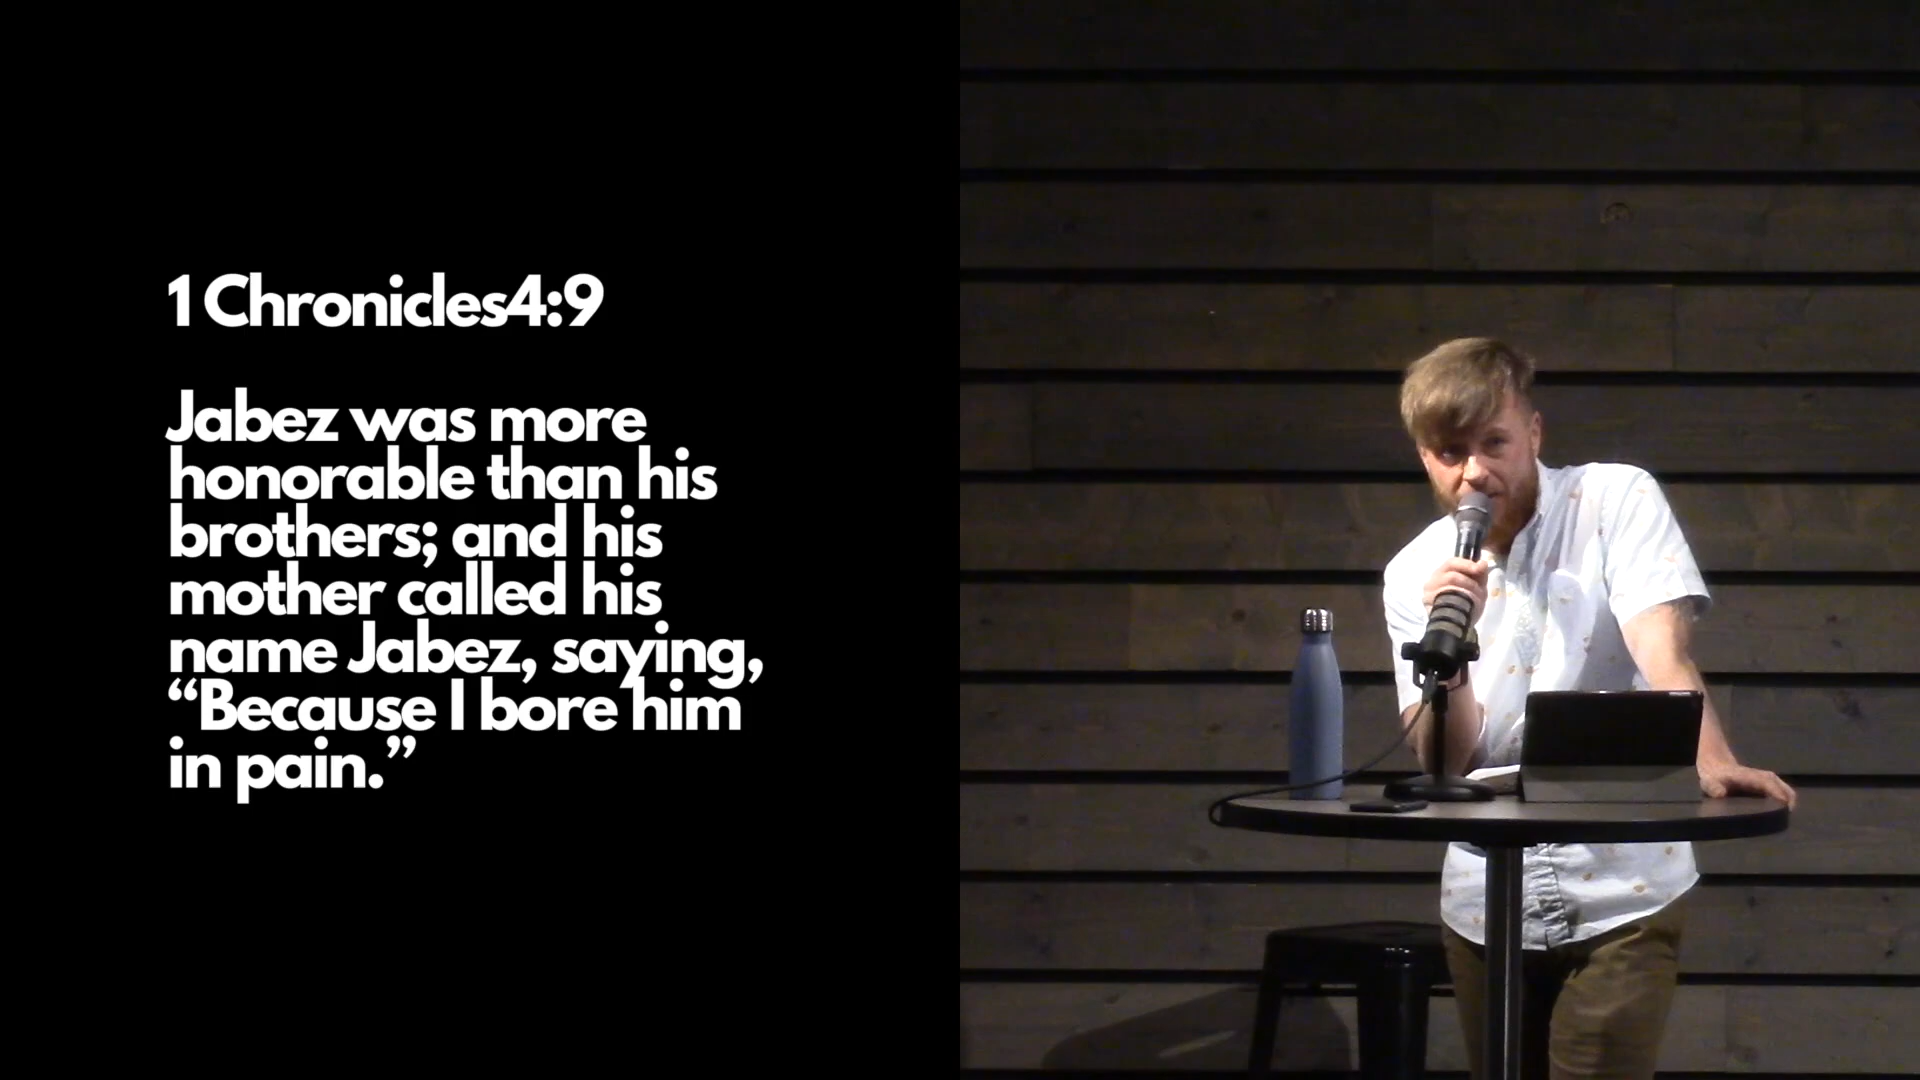 1 Chronicles4:9
Jabez was more
honorable than his
brothers; and his
mother called his
name Jabez, saying,
“Because I bore him
in pain.”